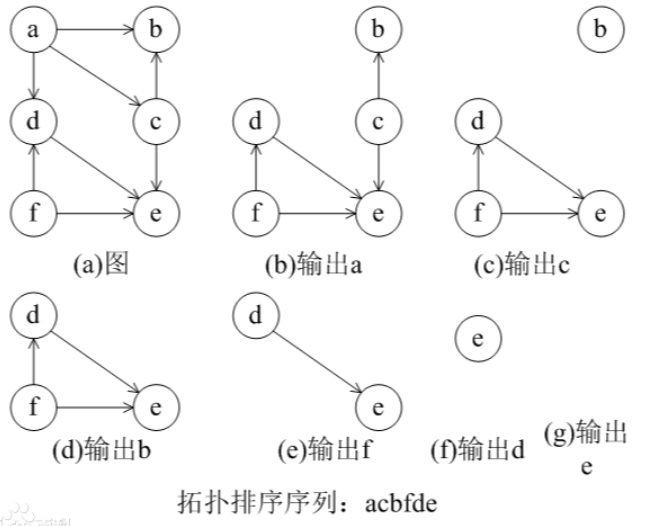 a b b b
d c d c d
f e f e f e
(a)图 (b)输出a (c)输出c
d d e
f e e
(d)输出b (e)输出f (f)输出d (g)输出
e
拓扑排序序列：acbfde